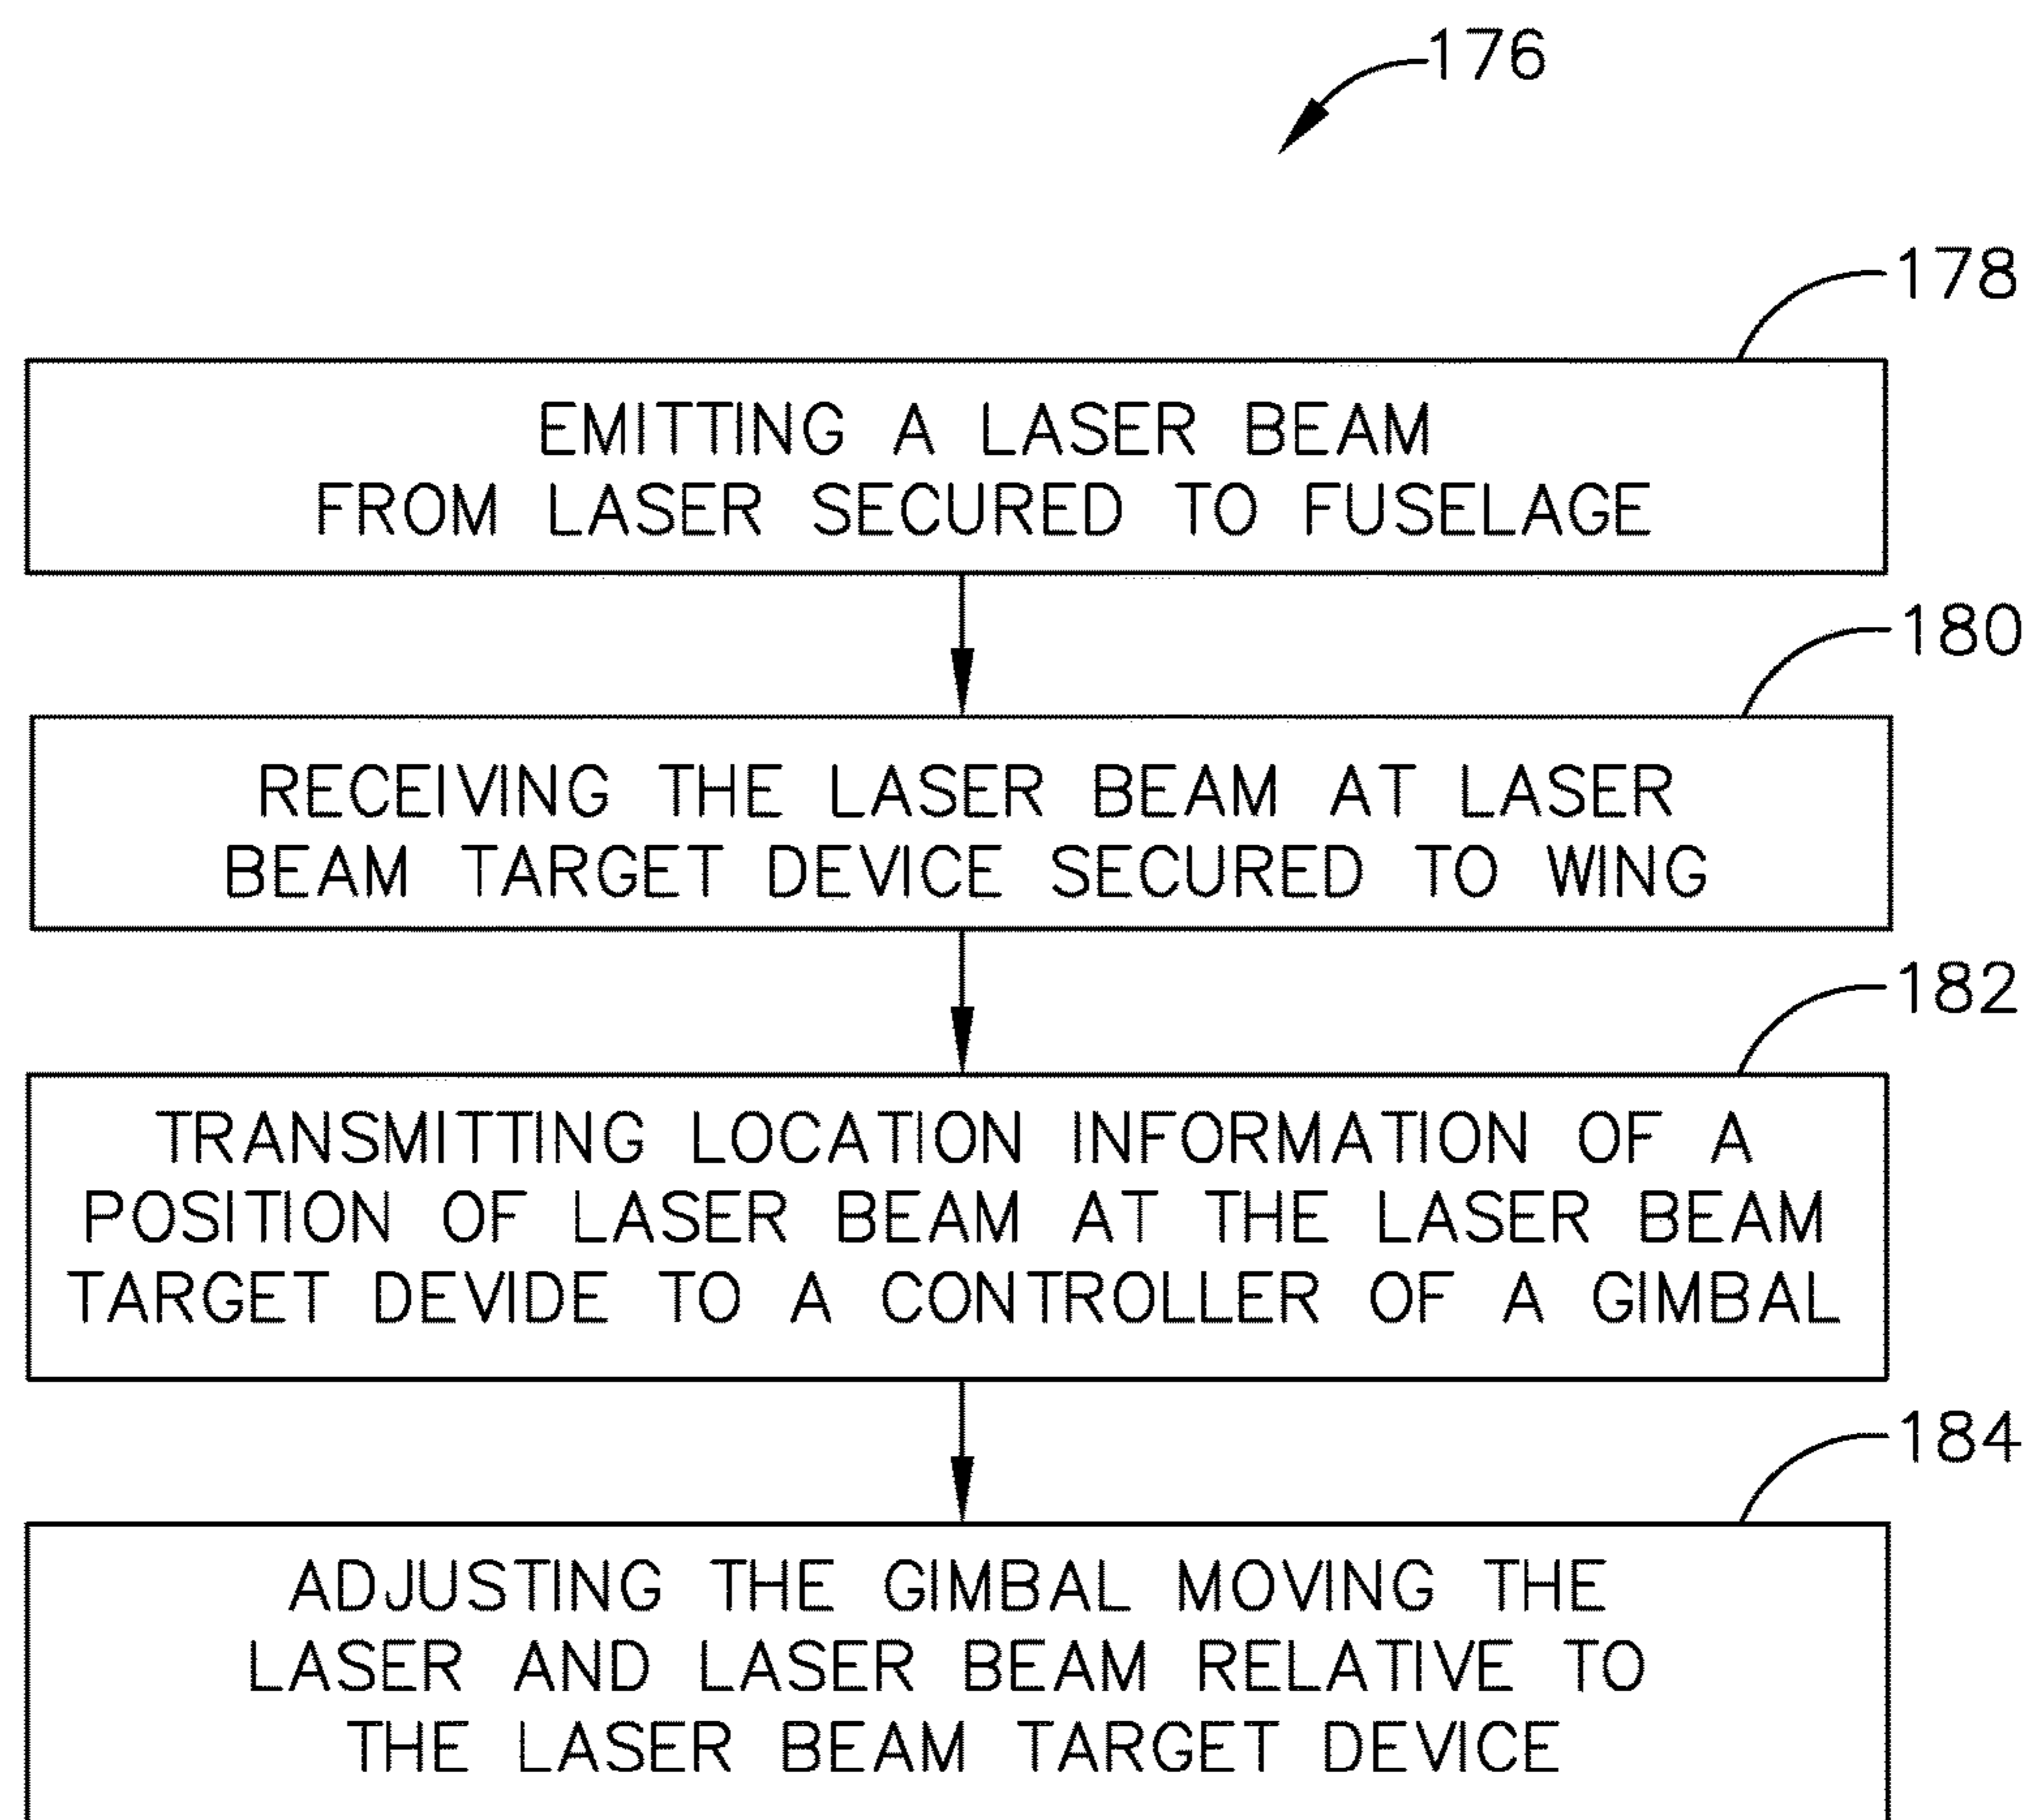 176
178
EMITTING A LASER BEAM
FROM LASER SECURED TO FUSELAGE
180
RECEIVING THE LASER BEAM AT LASER
BEAM TARGET DEVICE SECURED TO WING
182
TRANSMITTING LOCATION INFORMATION OF A
POSITION OF LASER BEAM AT THE LASER BEAM
TARGET DEVIDE TO A CONTROLLER OF A GIMBAL
184
ADJUSTING THE GIMBAL MOVING THE
LASER AND LASER BEAM RELATIVE TO
THE LASER BEAM TARGET DEVICE